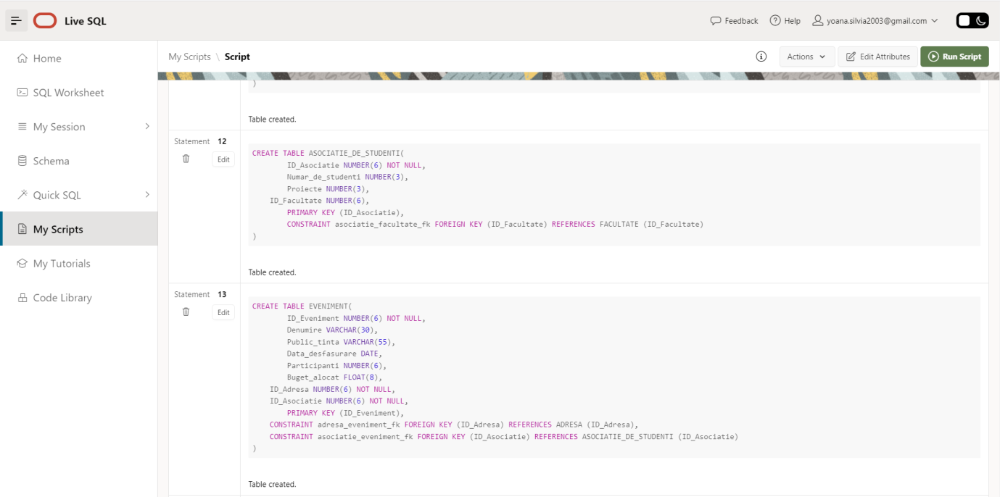 Live SQL
Feedback
Help
yoana.silvia2003@gmail.com
Home
SQL Worksheet
My Session
Schema
Quick SQL
My Scripts
My Tutorials
Code Library
My Scripts \ Script
Actions
Edit Attributes
Run Script
)
Table created.
Statement 12
Edit
CREATE TABLE ASOCIATIE_DE_STUDENTI(
ID_Asociatie NUMBER(6) NOT NULL,
Numar_de_studenti NUMBER(3),
Proiecte NUMBER(3),
ID_Facultate NUMBER(6),
PRIMARY KEY (ID_Asociatie),
CONSTRAINT asociatie_facultate_fk FOREIGN KEY (ID_Facultate) REFERENCES FACULTATE (ID_Facultate)
)
Table created.
Statement 13
Edit
CREATE TABLE EVENIMENT(
ID_Eveniment NUMBER(6) NOT NULL,
Denumire VARCHAR(30),
Public_tinta VARCHAR(55),
Data_desfasurare DATE,
Participanti NUMBER(6),
Buget_alocat FLOAT(8),
ID_Adresa NUMBER(6) NOT NULL,
ID_Asociatie NUMBER(6) NOT NULL,
PRIMARY KEY (ID_Eveniment),
CONSTRAINT adresa_eveniment_fk FOREIGN KEY (ID_Adresa) REFERENCES ADRESA (ID_Adresa),
CONSTRAINT asociatie_eveniment_fk FOREIGN KEY (ID_Asociatie) REFERENCES ASOCIATIE_DE_STUDENTI (ID_Asociatie)
)
Table created.